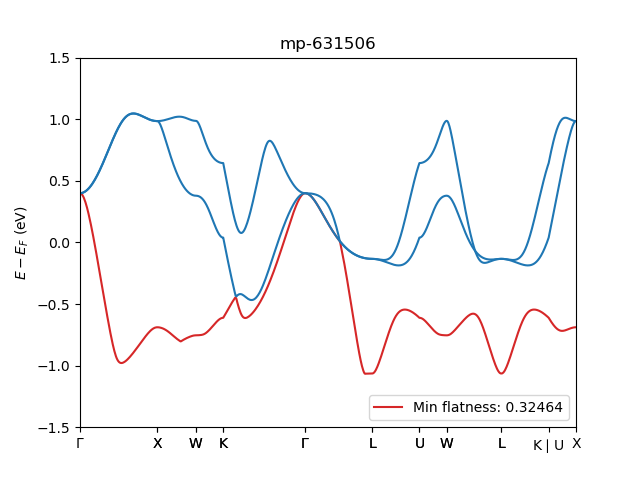 mp-631506
E − E_F (eV)
1.5
1.0
0.5
0.0
−0.5
−1.0
−1.5
Min flatness: 0.32464
Γ X W K Γ L U W L K | U X